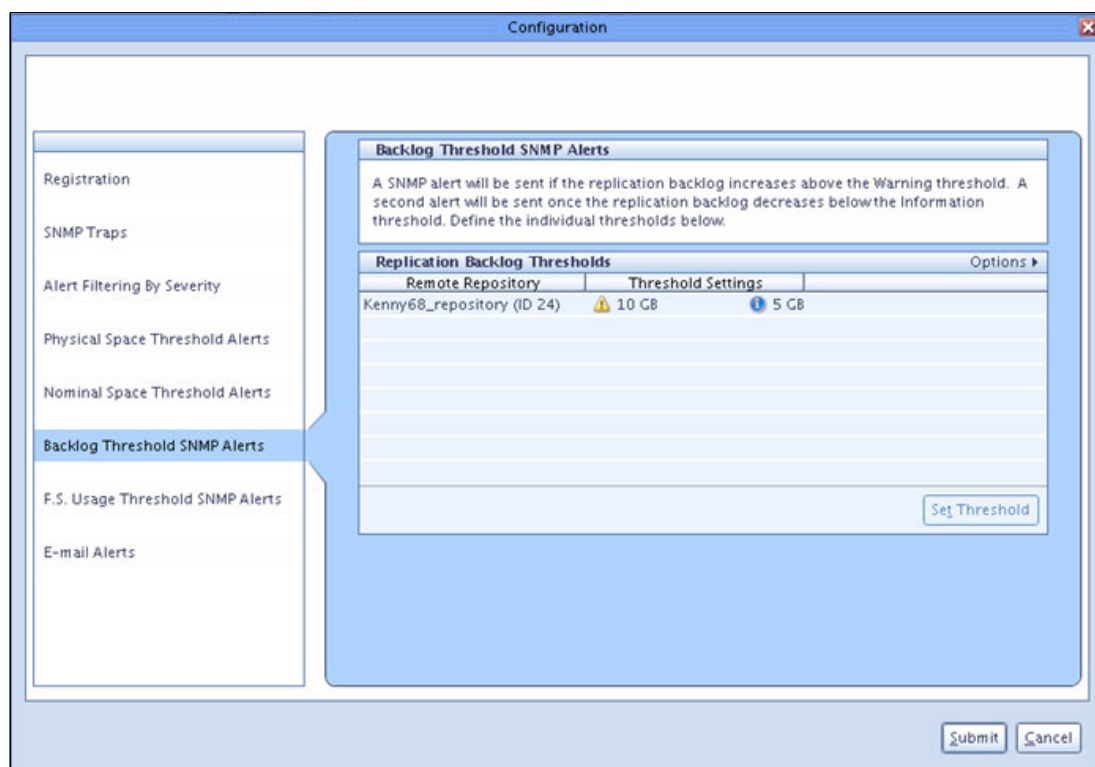 Configuration
Registration
SNMP Traps
Alert Filtering By Severity
Physical Space Threshold Alerts
Nominal Space Threshold Alerts
Backlog Threshold SNMP Alerts
F.S. Usage Threshold SNMP Alerts
E-mail Alerts
Backlog Threshold SNMP Alerts
A SNMP alert will be sent if the replication backlog increases above the Warning threshold. A
second alert will be sent once the replication backlog decreases below the Information
threshold. Define the individual thresholds below.
Replication Backlog Thresholds Options
Remote Repository Threshold Settings
Kenny68_repository (ID 24) 10 GB 5 GB
Set Threshold
Submit Cancel